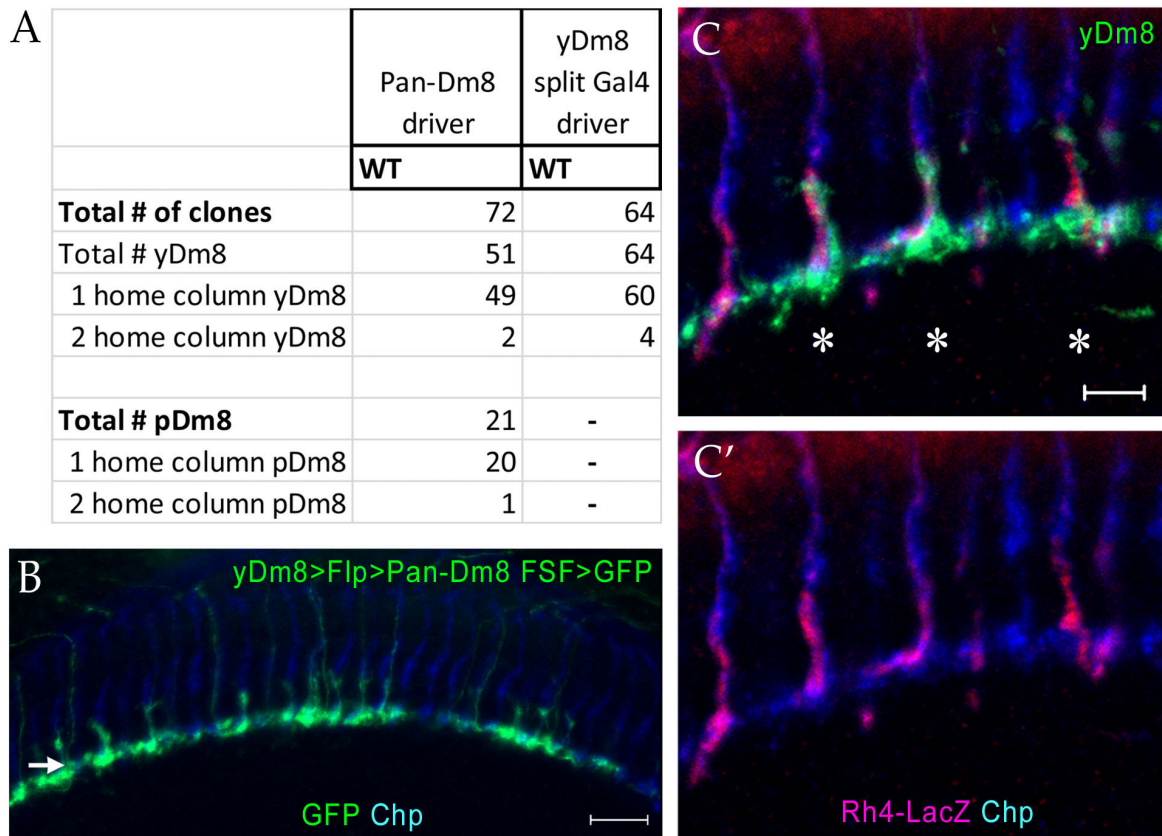 A
Pan-Dm8 driver
yDm8 split Gal4 driver
WT WT
Total # of clones 72 64
Total # yDm8 51 64
1 home column yDm8 49 60
2 home column yDm8 2 4
Total # pDm8 21 -
1 home column pDm8 20 -
2 home column pDm8 1 -
B
yDm8>Flp>Pan-Dm8 FSF>GFP
GFP Chp
C
yDm8
* * *
C′
Rh4-LacZ Chp